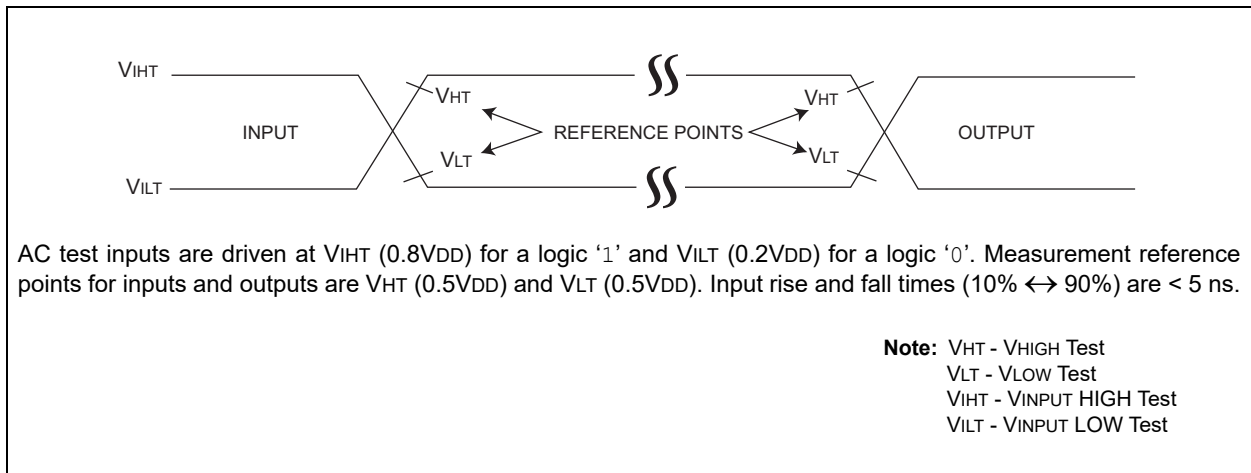 VIHT
VHT
VHT
INPUT
REFERENCE POINTS
OUTPUT
VLT
VLT
VILT
AC test inputs are driven at VIHT (0.8VDD) for a logic ‘1’ and VILT (0.2VDD) for a logic ‘0’. Measurement reference
points for inputs and outputs are VHT (0.5VDD) and VLT (0.5VDD). Input rise and fall times (10% ↔ 90%) are < 5 ns.
Note: VHT - VHIGH Test
VLT - VLOW Test
VIHT - VINPUT HIGH Test
VILT - VINPUT LOW Test